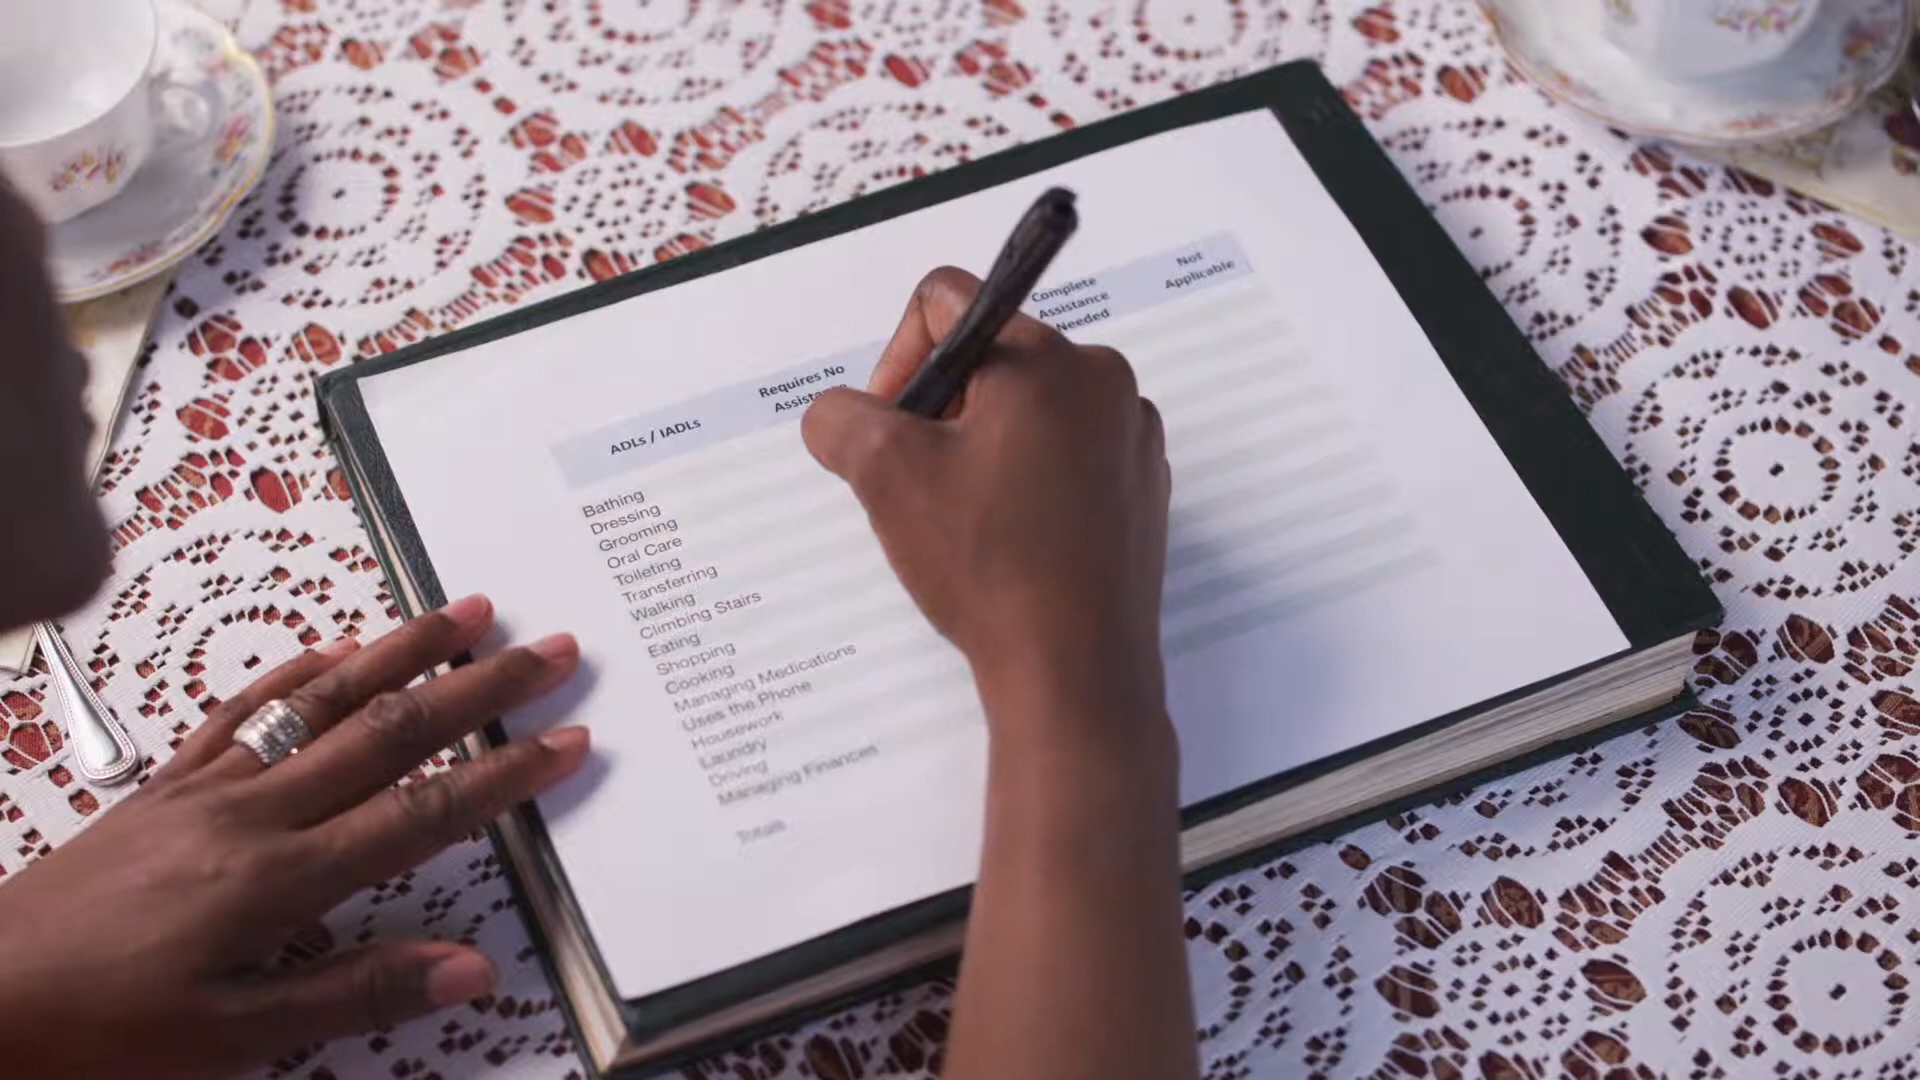 ADLs / IADLs
Requires No
Complete
Assistance
Needed
Not
Applicable
Bathing
Dressing
Grooming
Oral Care
Toileting
Transferring
Walking
Climbing Stairs
Eating
Shopping
Cooking
Managing Medications
Uses the Phone
Housework
Laundry
Driving
Managing Finances
Totals